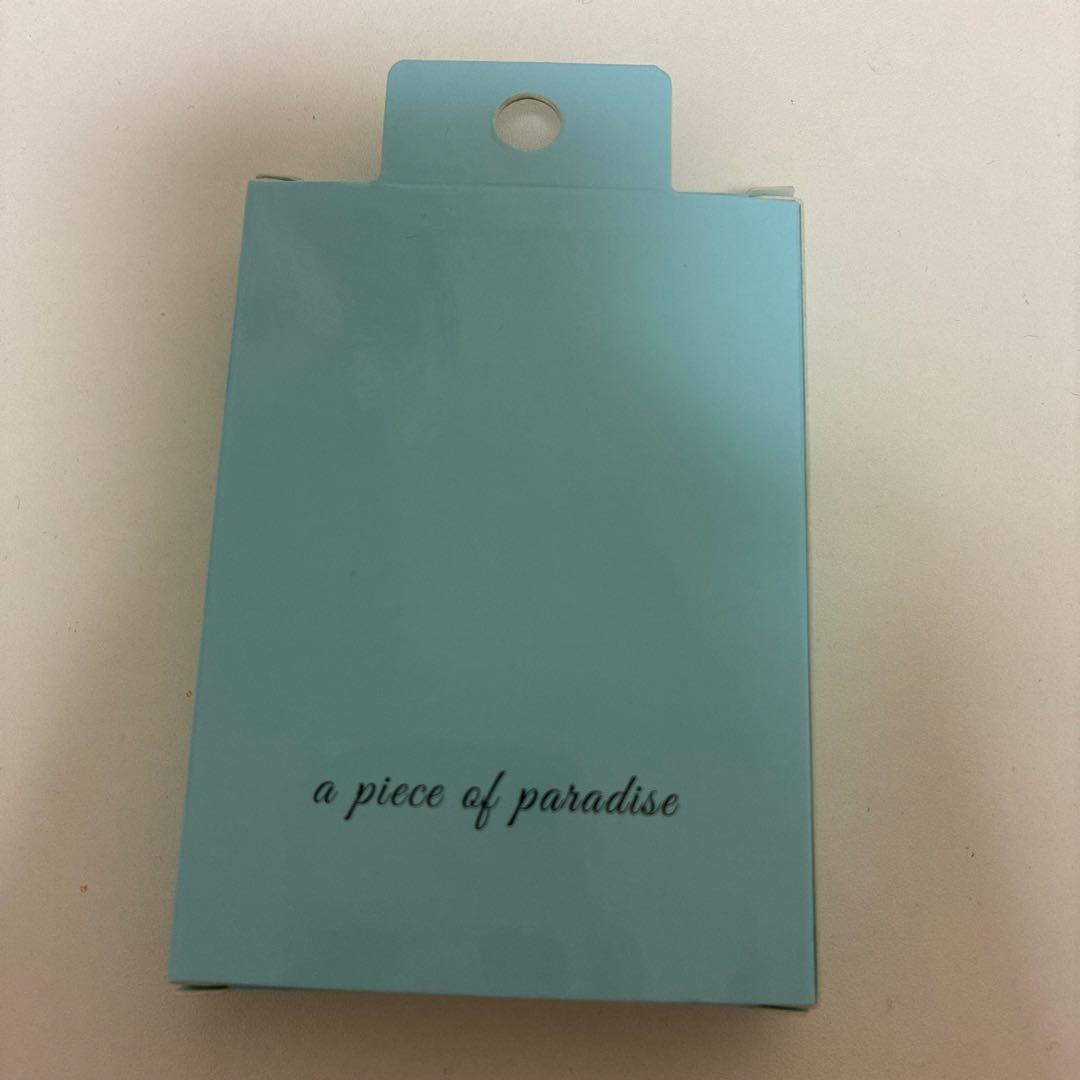 a piece of paradise